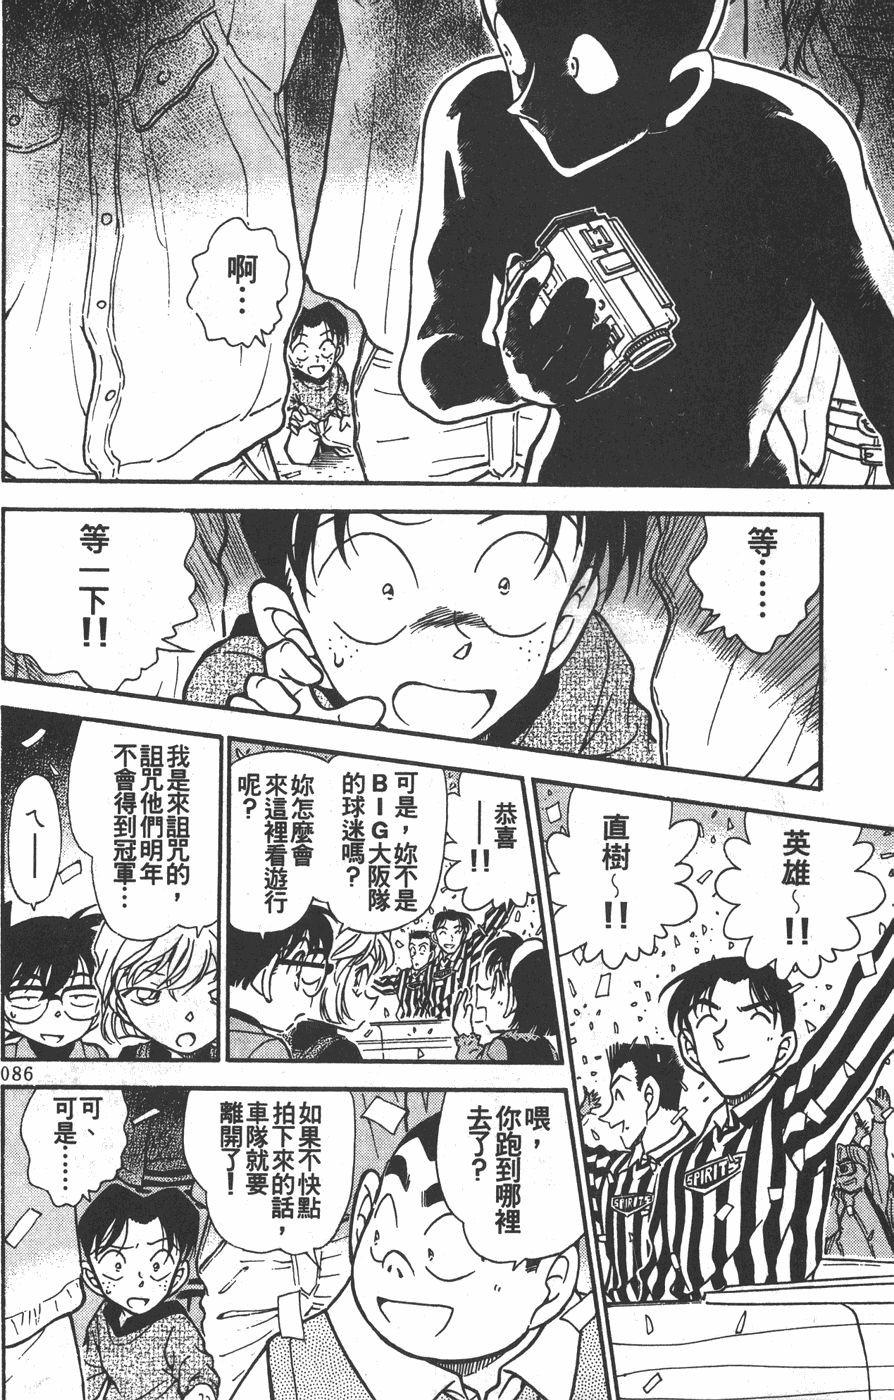 啊…
等……
等一下!!
英雄~!!
直樹~!!
SPIRITS
SPIRITS
恭喜
——!!
可是，妳不是
BIG大阪隊
的球迷嗎？
妳怎麼會
來這裡看遊行
呢？
我是來詛咒的，
詛咒他們明年
不會得到冠軍…
ㄟ——
086
喂，
你跑到哪裡
去了？
如果不快點
拍下來的話，
車隊就要
離開了！
可、
可是……